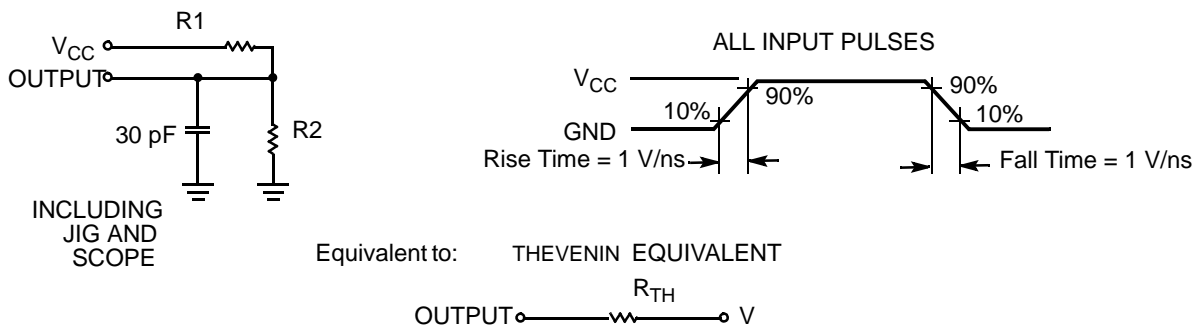 R1
VCC
OUTPUT
30 pF
R2
INCLUDING
JIG AND
SCOPE
ALL INPUT PULSES
VCC
GND
10%
90%
90%
10%
Rise Time = 1 V/ns
Fall Time = 1 V/ns
Equivalent to: THEVENIN EQUIVALENT
RTH
OUTPUT V